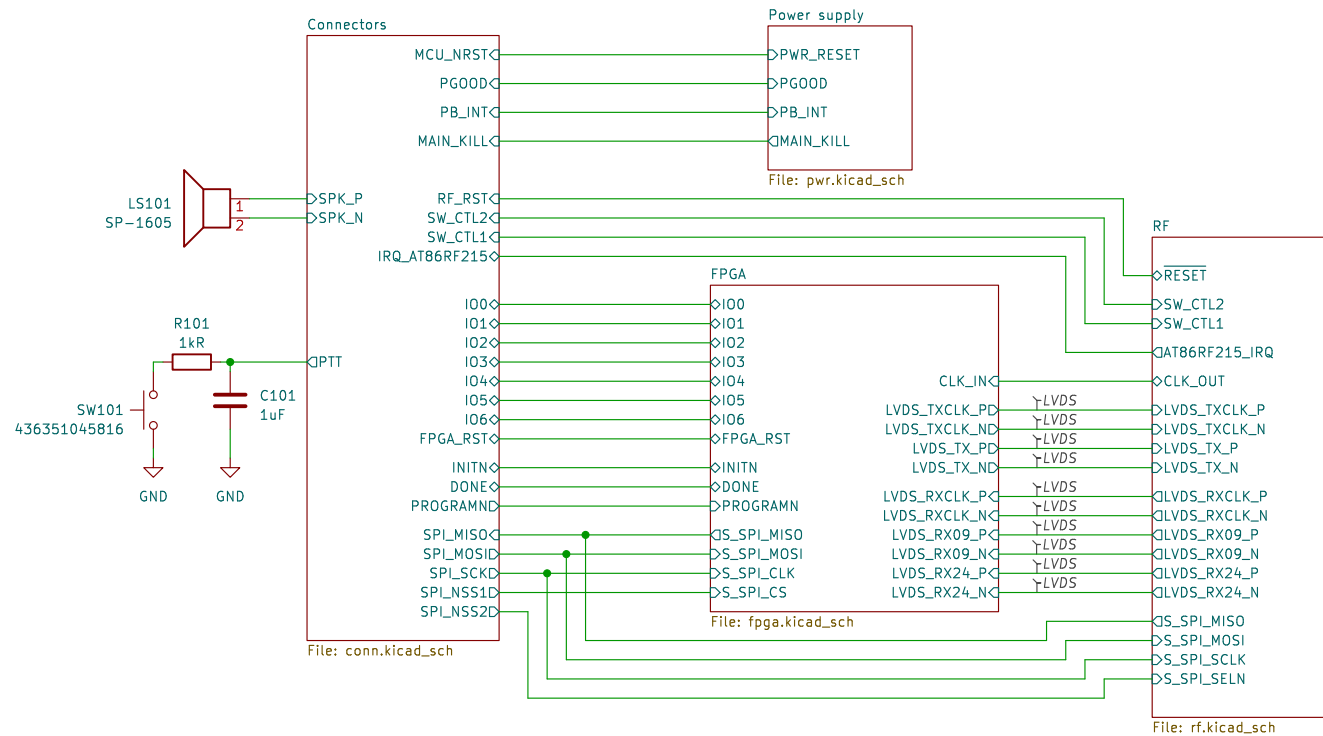 Connectors
MCU_NRST
PGOOD
PB_INT
MAIN_KILL
SPK_P
SPK_N
RF_RST
SW_CTL2
SW_CTL1
IRQ_AT86RF215
IO0
IO1
IO2
IO3
IO4
IO5
IO6
FPGA_RST
PTT
INITN
DONE
PROGRAMN
SPI_MISO
SPI_MOSI
SPI_SCK
SPI_NSS1
SPI_NSS2
File: conn.kicad_sch
LS101
SP-1605
1
2
R101
1kR
SW101
436351045816
C101
1uF
GND
GND
Power supply
PWR_RESET
PGOOD
PB_INT
MAIN_KILL
File: pwr.kicad_sch
FPGA
IO0
IO1
IO2
IO3
IO4
IO5
IO6
FPGA_RST
INITN
DONE
PROGRAMN
S_SPI_MISO
S_SPI_MOSI
S_SPI_CLK
S_SPI_CS
CLK_IN
LVDS_TXCLK_P
LVDS_TXCLK_N
LVDS_TX_P
LVDS_TX_N
LVDS_RXCLK_P
LVDS_RXCLK_N
LVDS_RX09_P
LVDS_RX09_N
LVDS_RX24_P
LVDS_RX24_N
File: fpga.kicad_sch
LVDS
LVDS
LVDS
LVDS
LVDS
LVDS
LVDS
LVDS
LVDS
LVDS
RF
RESET
SW_CTL2
SW_CTL1
AT86RF215_IRQ
CLK_OUT
LVDS_TXCLK_P
LVDS_TXCLK_N
LVDS_TX_P
LVDS_TX_N
LVDS_RXCLK_P
LVDS_RXCLK_N
LVDS_RX09_P
LVDS_RX09_N
LVDS_RX24_P
LVDS_RX24_N
S_SPI_MISO
S_SPI_MOSI
S_SPI_SCLK
S_SPI_SELN
File: rf.kicad_sch